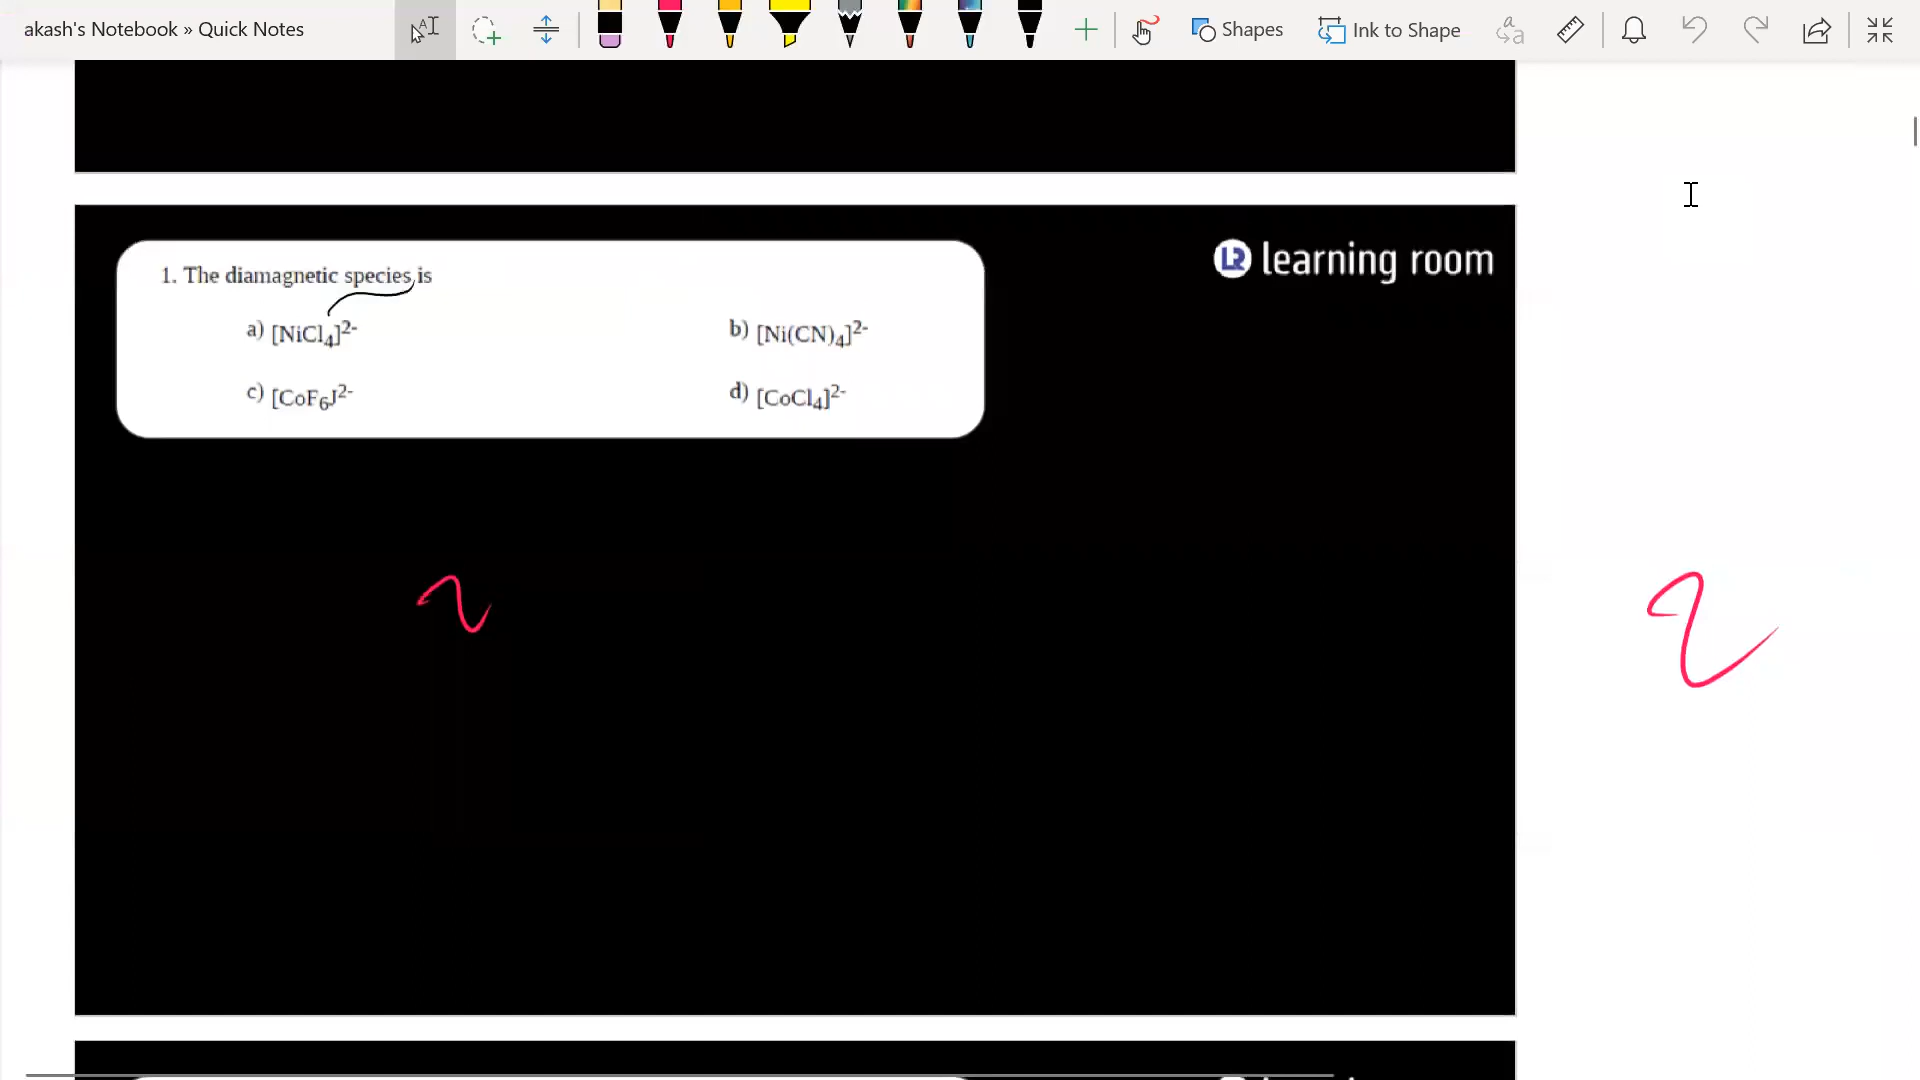 akash's Notebook » Quick Notes
Shapes
Ink to Shape
learning room
1. The diamagnetic species is
a) [NiCl4]2-
b) [Ni(CN)4]2-
c) [CoF6J2-
d) [CoCl4]2-
2